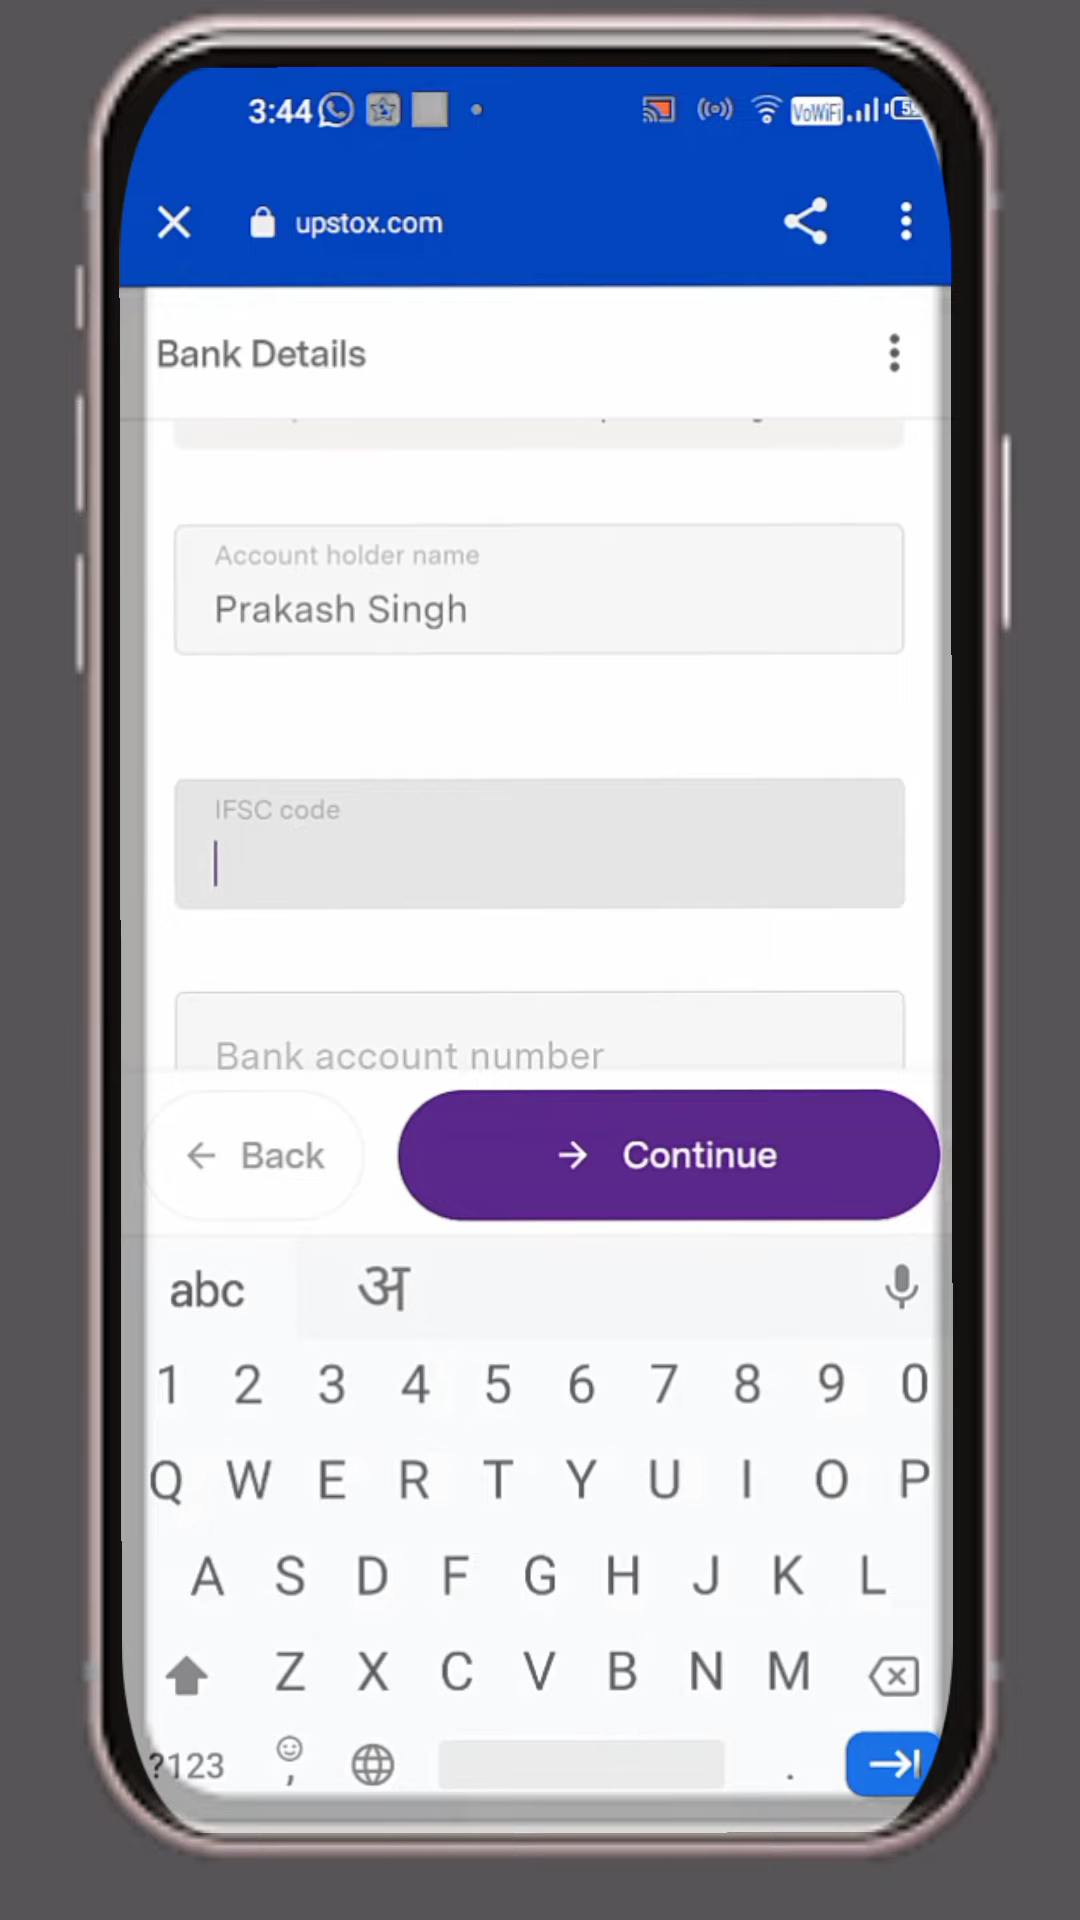 3:44 VoWiFi
upstox.com
Bank Details
Account holder name
Prakash Singh
IFSC code
Bank account number
← Back → Continue
abc अ
1 2 3 4 5 6 7 8 9 0
Q W E R T Y U I O P
A S D F G H J K L
Z X C V B N M
?123 , .